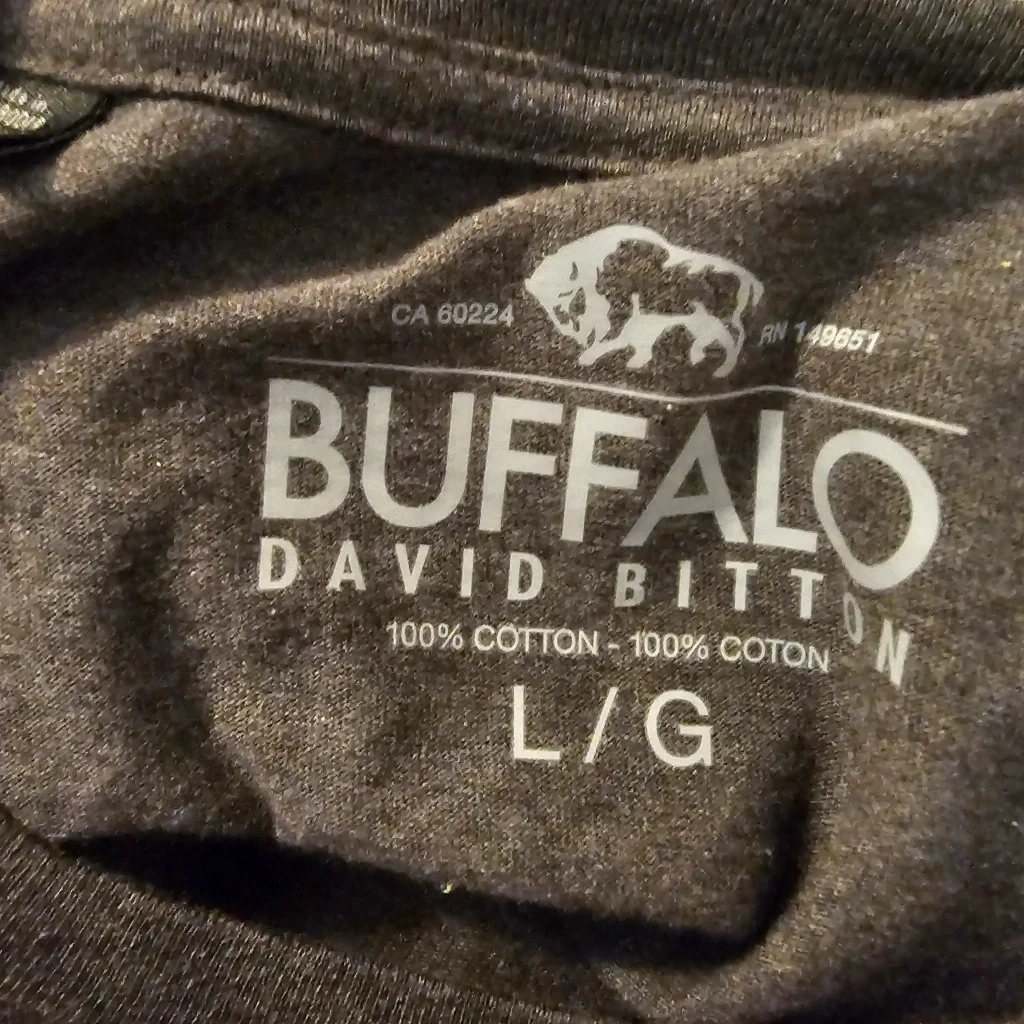 CA 60224 RN 149651
BUFFALO
DAVID BITTON
100% COTTON - 100% COTON
L/G